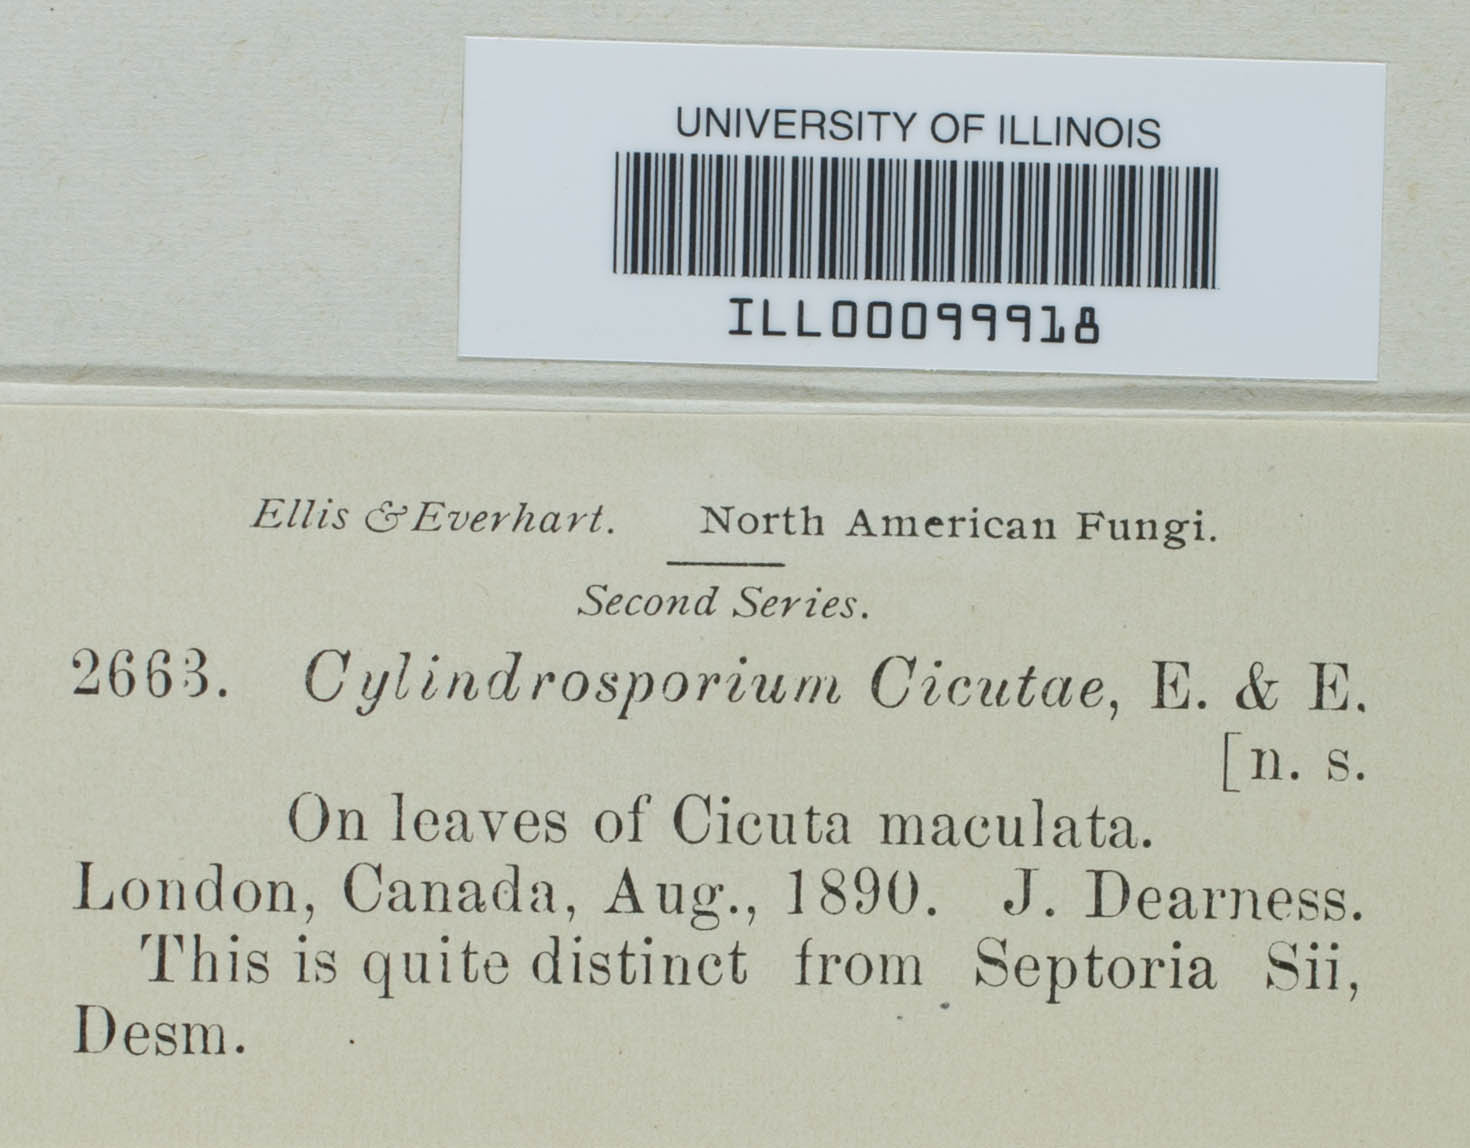 UNIVERSITY OF ILLINOIS
ILL00099918
Ellis & Everhart. North American Fungi.
Second Series.
2663. Cylindrosporium Cicutae, E. & E.
[n. s.
On leaves of Cicuta maculata.
London, Canada, Aug., 1890. J. Dearness.
This is quite distinct from Septoria Sii,
Desm.